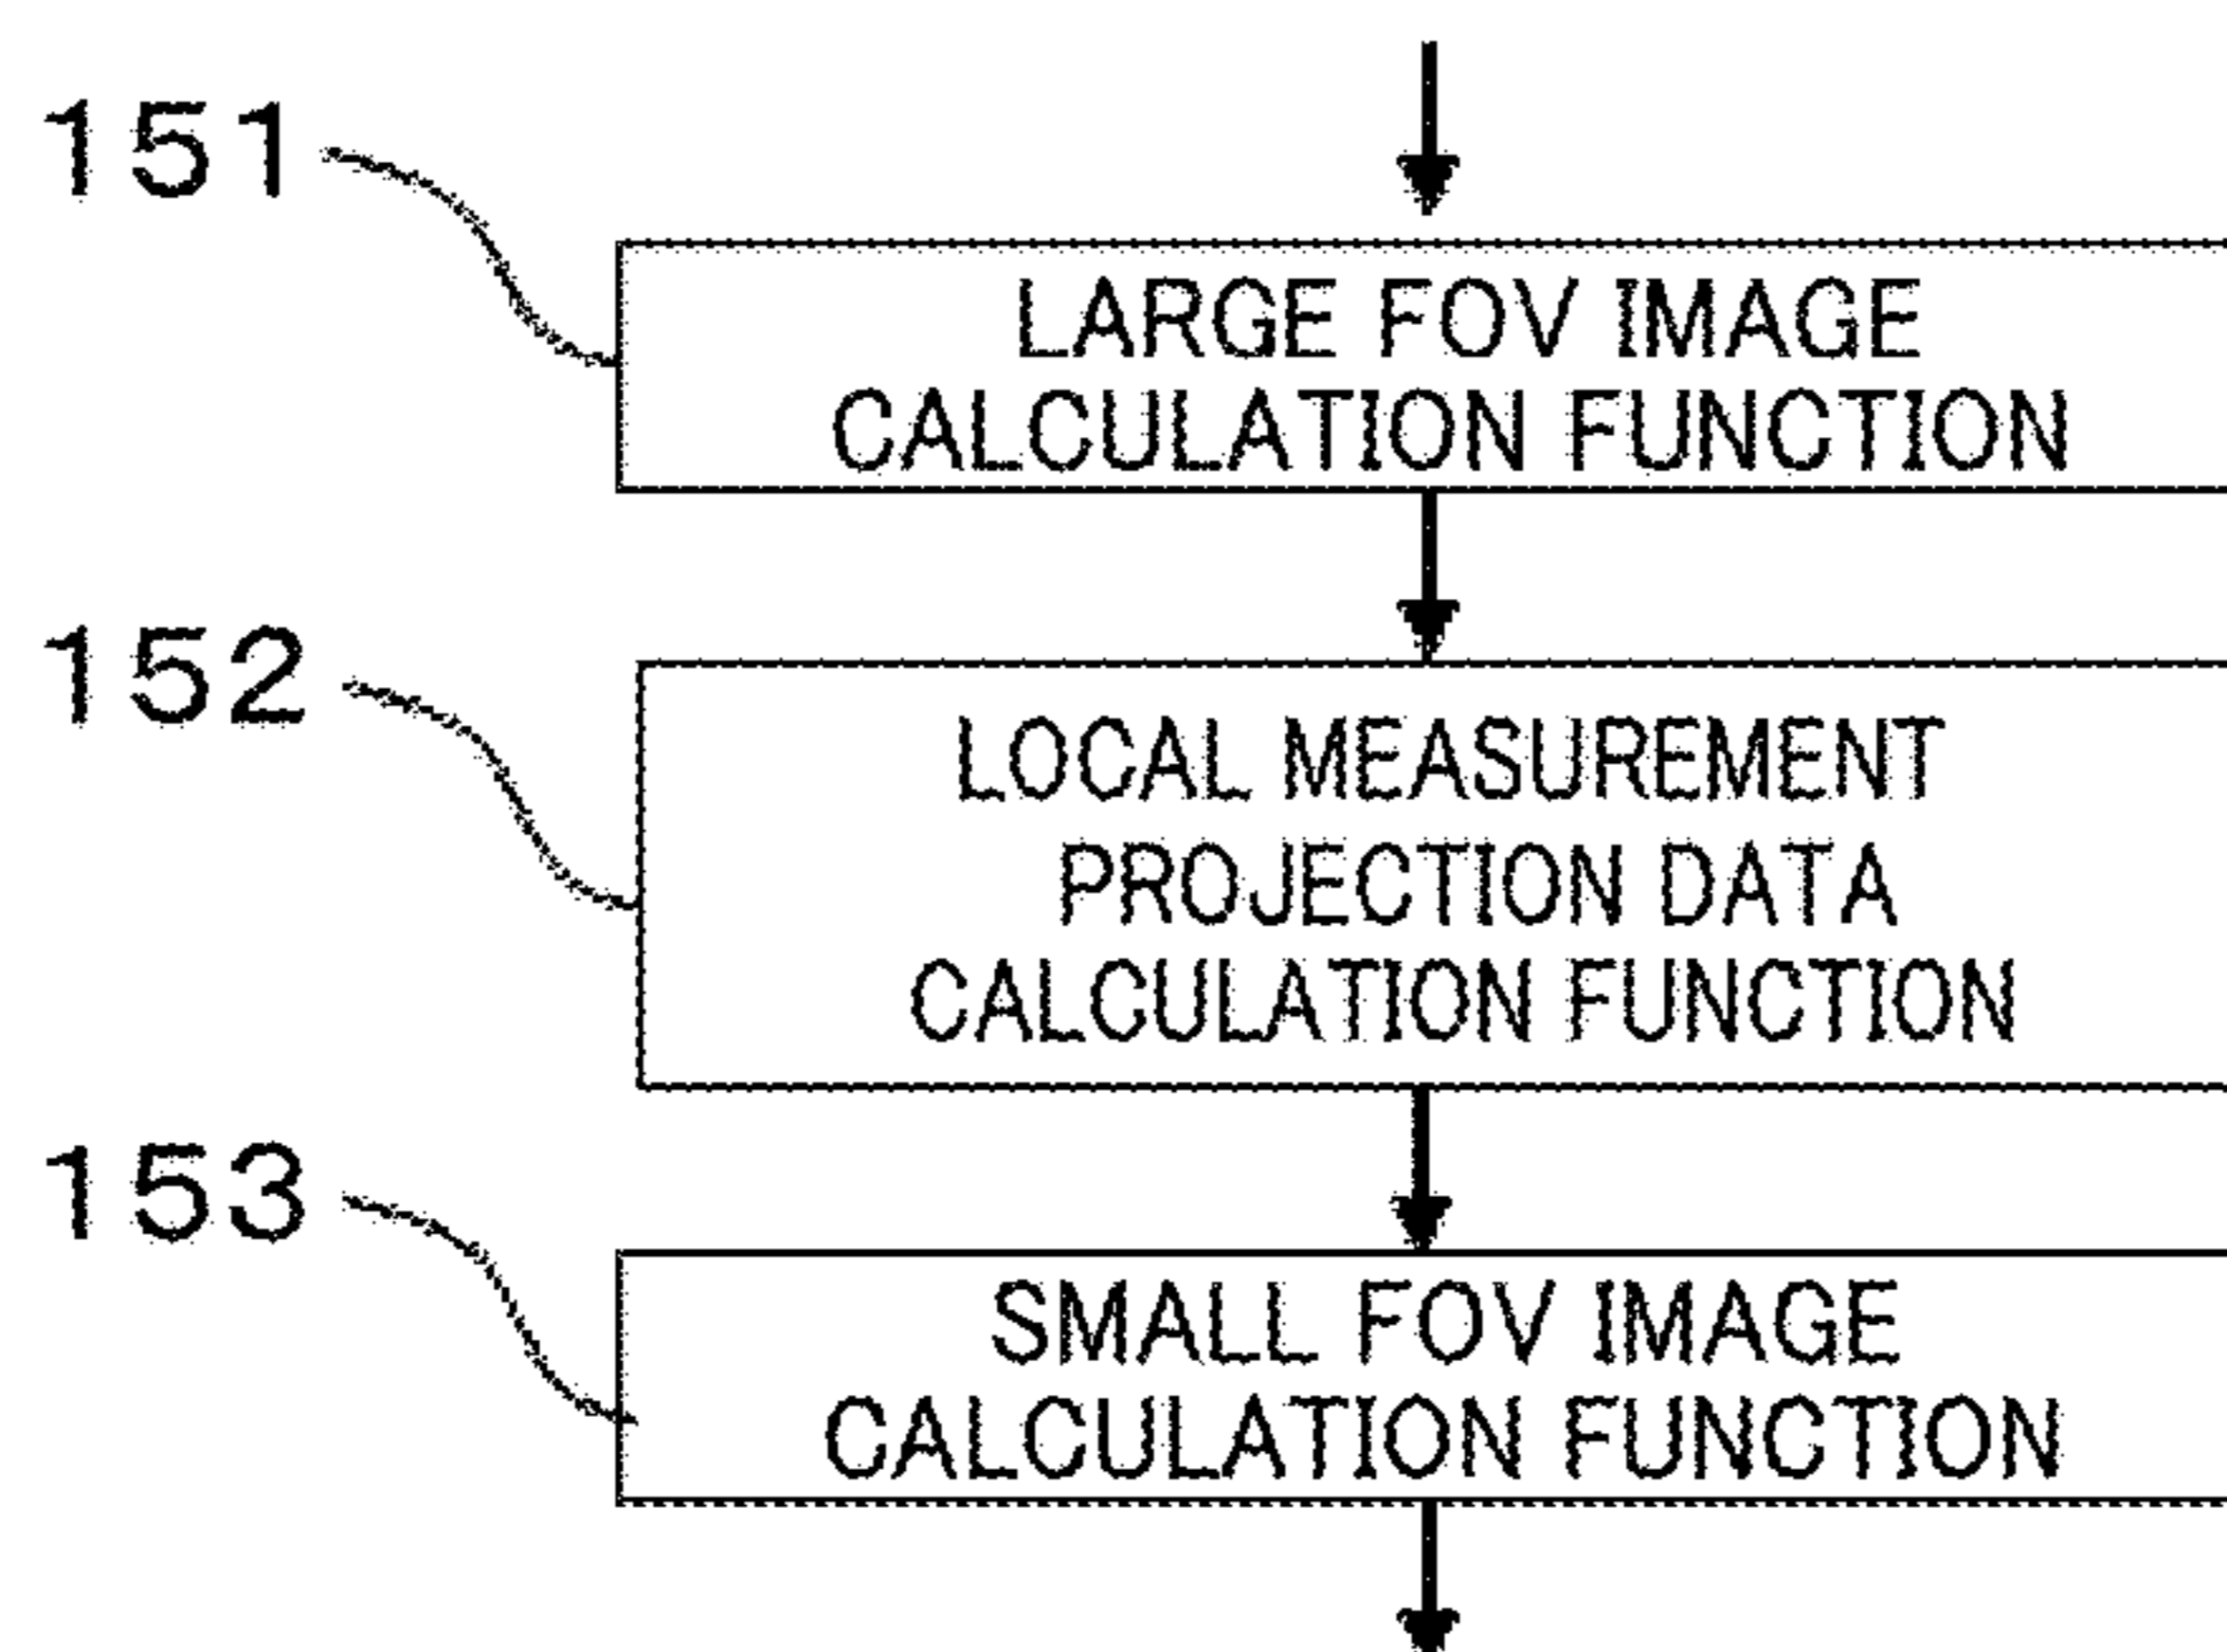 151
LARGE FOV IMAGE
CALCULATION FUNCTION
152
LOCAL MEASUREMENT
PROJECTION DATA
CALCULATION FUNCTION
153
SMALL FOV IMAGE
CALCULATION FUNCTION